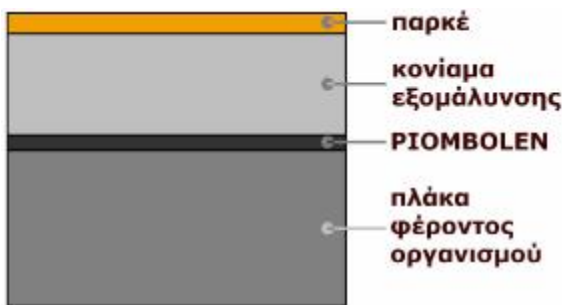 παρκέ
κονίαμα
εξομάλυνσης
PIOMBOLEN
πλάκα
φέροντος
οργανισμού